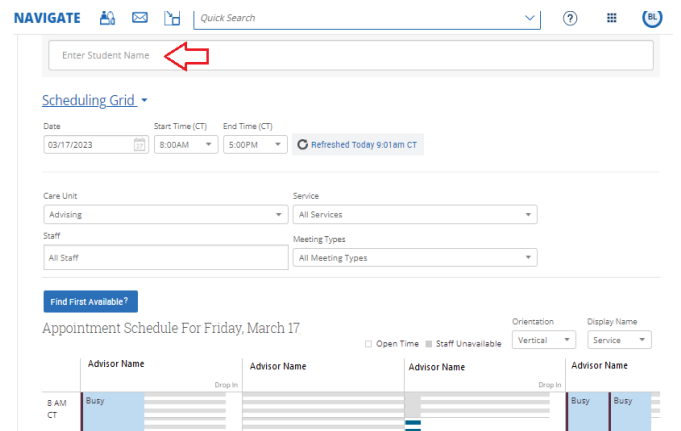 NAVIGATE Quick Search ? BL
Enter Student Name
Scheduling Grid
Date Start Time (CT) End Time (CT)
03/17/2023 8:00AM 5:00PM Refreshed Today 9:01am CT
Care Unit Service
Advising All Services
Staff Meeting Types
All Staff All Meeting Types
Find First Available?
Appointment Schedule For Friday, March 17
Orientation Display Name
Open Time Staff Unavailable Vertical Service
Advisor Name Advisor Name Advisor Name Advisor Name
Drop In Drop In
8 AM Busy Busy Busy
CT